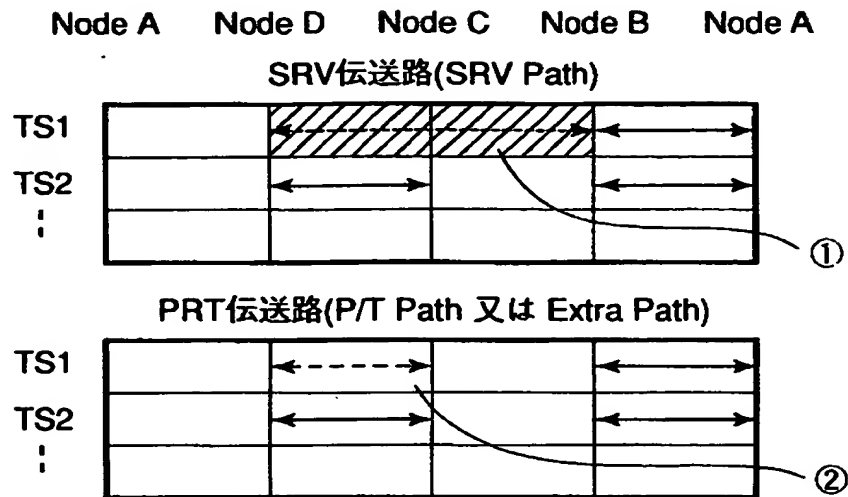 Node A Node D Node C Node B Node A
SRV伝送路(SRV Path)
TS1
TS2
①
PRT伝送路(P/T Path 又は Extra Path)
TS1
TS2
②